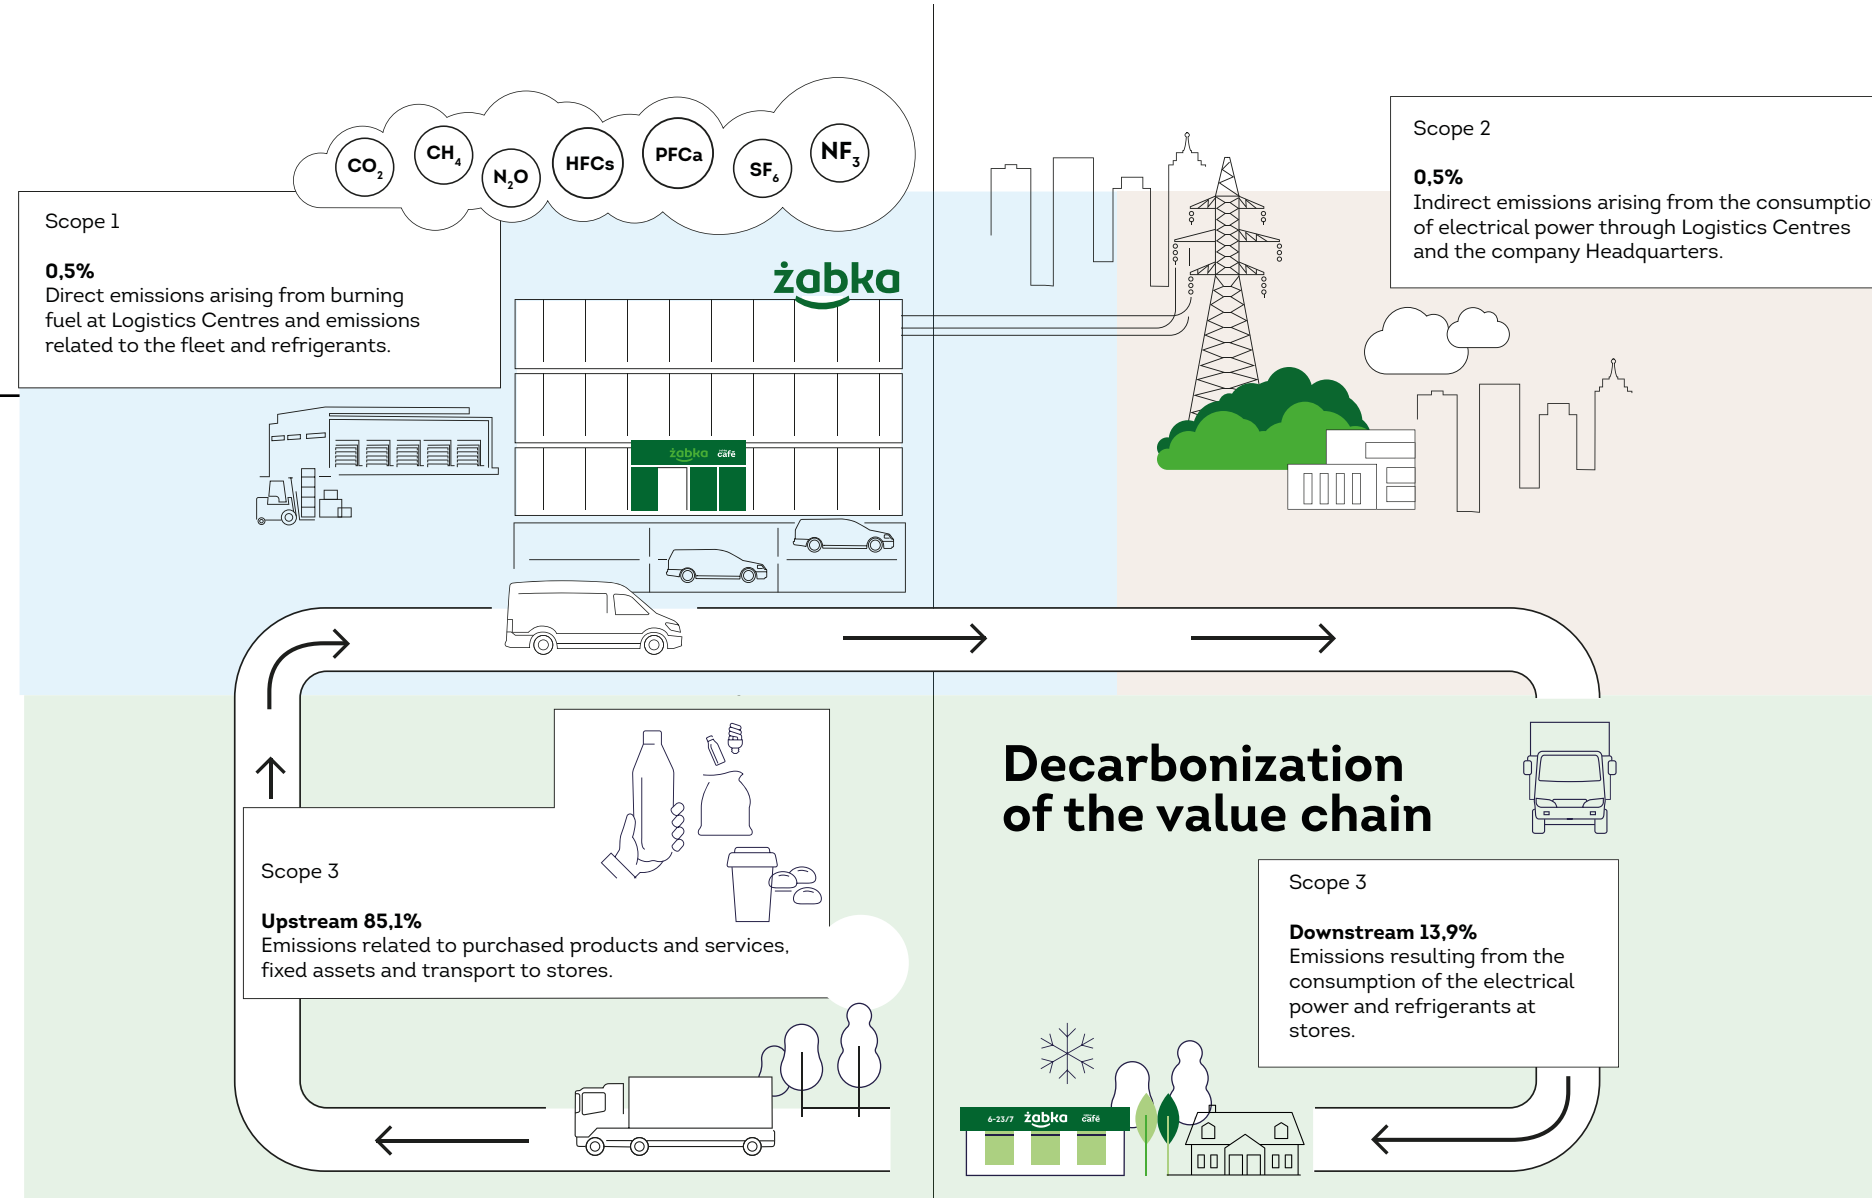 CO2
CH4
N2O
HFCs
PFCa
SF6
NF3
Scope 1
0,5%
Direct emissions arising from burning
fuel at Logistics Centres and emissions
related to the fleet and refrigerants.
żabka
żabka café
Scope 2
0,5%
Indirect emissions arising from the consumptio
of electrical power through Logistics Centres
and the company Headquarters.
Decarbonization
of the value chain
Scope 3
Upstream 85,1%
Emissions related to purchased products and services,
fixed assets and transport to stores.
Scope 3
Downstream 13,9%
Emissions resulting from the
consumption of the electrical
power and refrigerants at
stores.
6-23/7 żabka café